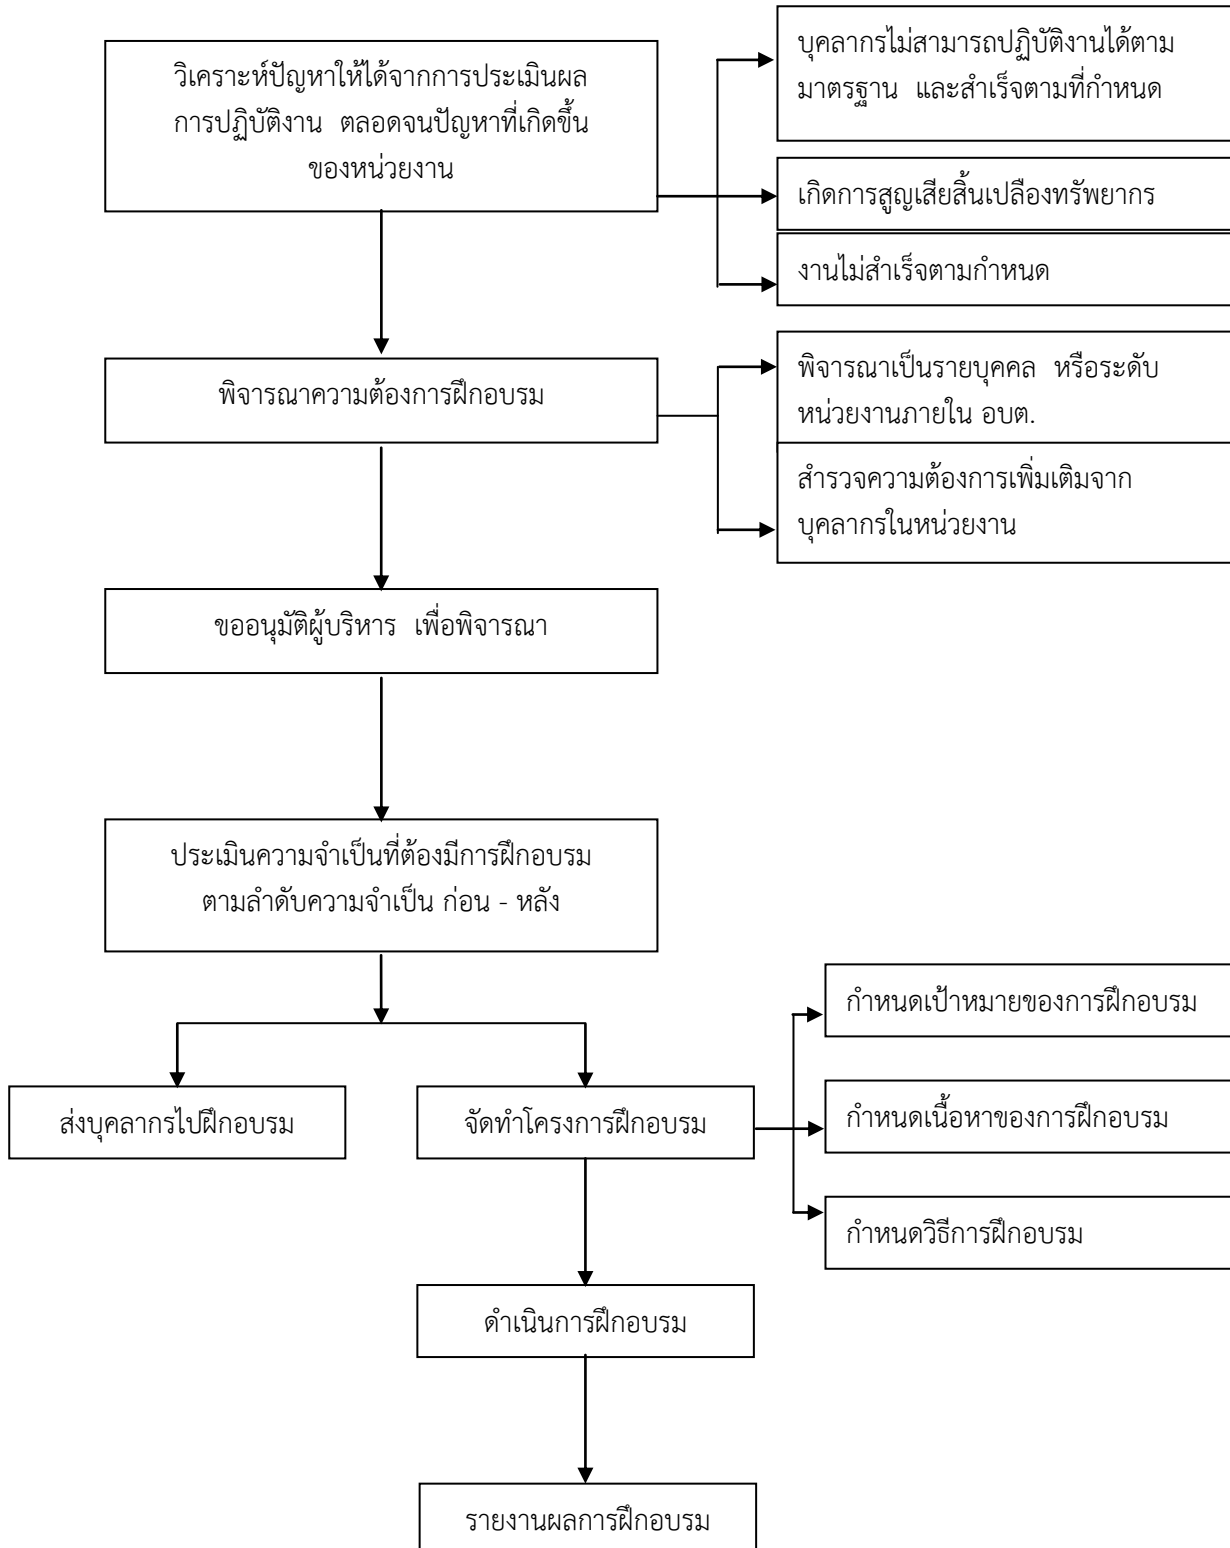 วิเคราะห์ปัญหาให้ได้จากการประเมินผล
การปฏิบัติงาน ตลอดจนปัญหาที่เกิดขึ้น
ของหน่วยงาน
บุคลากรไม่สามารถปฏิบัติงานได้ตาม
มาตรฐาน และสำเร็จตามที่กำหนด
เกิดการสูญเสียสิ้นเปลืองทรัพยากร
งานไม่สำเร็จตามกำหนด
พิจารณาความต้องการฝึกอบรม
พิจารณาเป็นรายบุคคล หรือระดับ
หน่วยงานภายใน อบต.
สำรวจความต้องการเพิ่มเติมจาก
บุคลากรในหน่วยงาน
ขออนุมัติผู้บริหาร เพื่อพิจารณา
ประเมินความจำเป็นที่ต้องมีการฝึกอบรม
ตามลำดับความจำเป็น ก่อน - หลัง
ส่งบุคลากรไปฝึกอบรม
จัดทำโครงการฝึกอบรม
กำหนดเป้าหมายของการฝึกอบรม
กำหนดเนื้อหาของการฝึกอบรม
กำหนดวิธีการฝึกอบรม
ดำเนินการฝึกอบรม
รายงานผลการฝึกอบรม